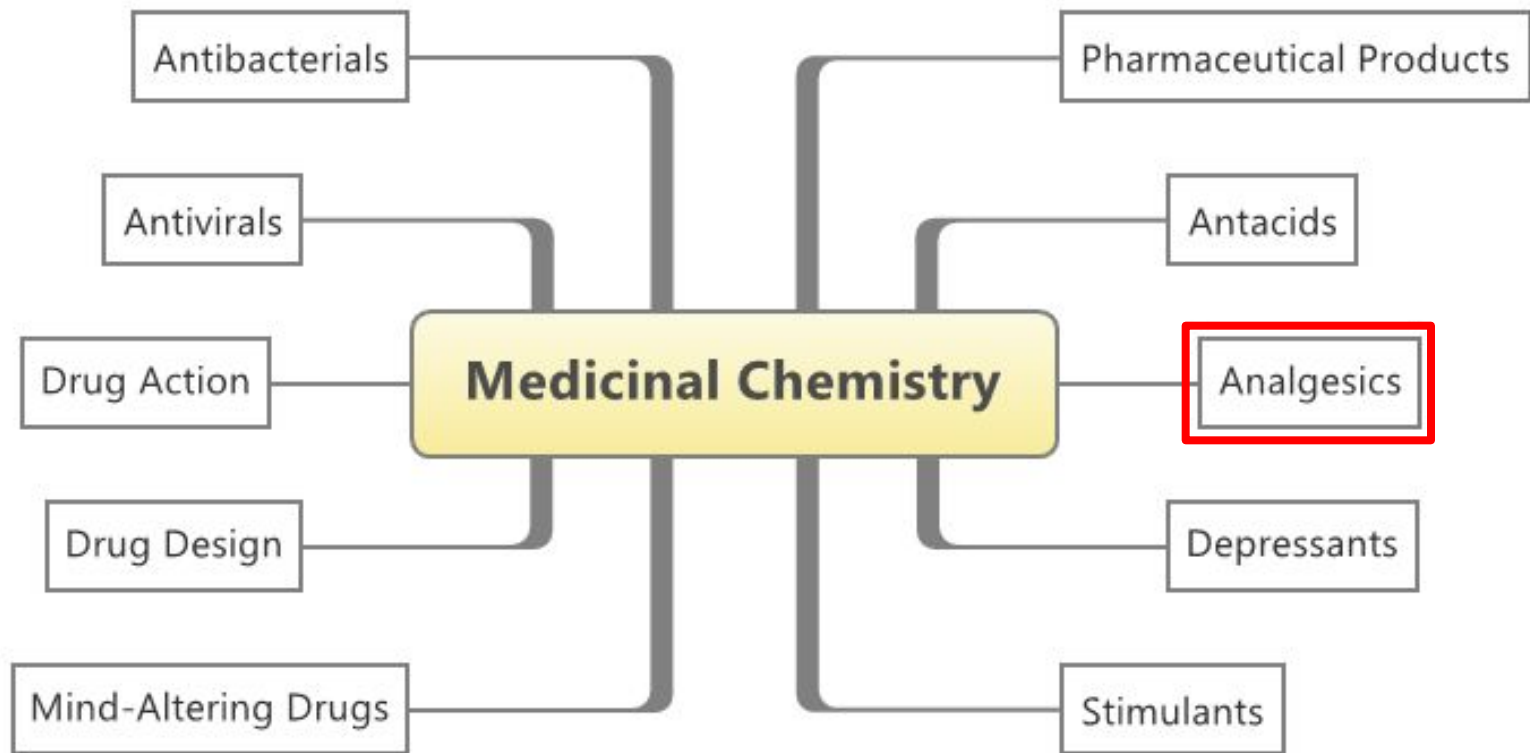 Antibacterials
Pharmaceutical Products
Antivirals
Antacids
Drug Action
Medicinal Chemistry
Analgesics
Drug Design
Depressants
Mind-Altering Drugs
Stimulants